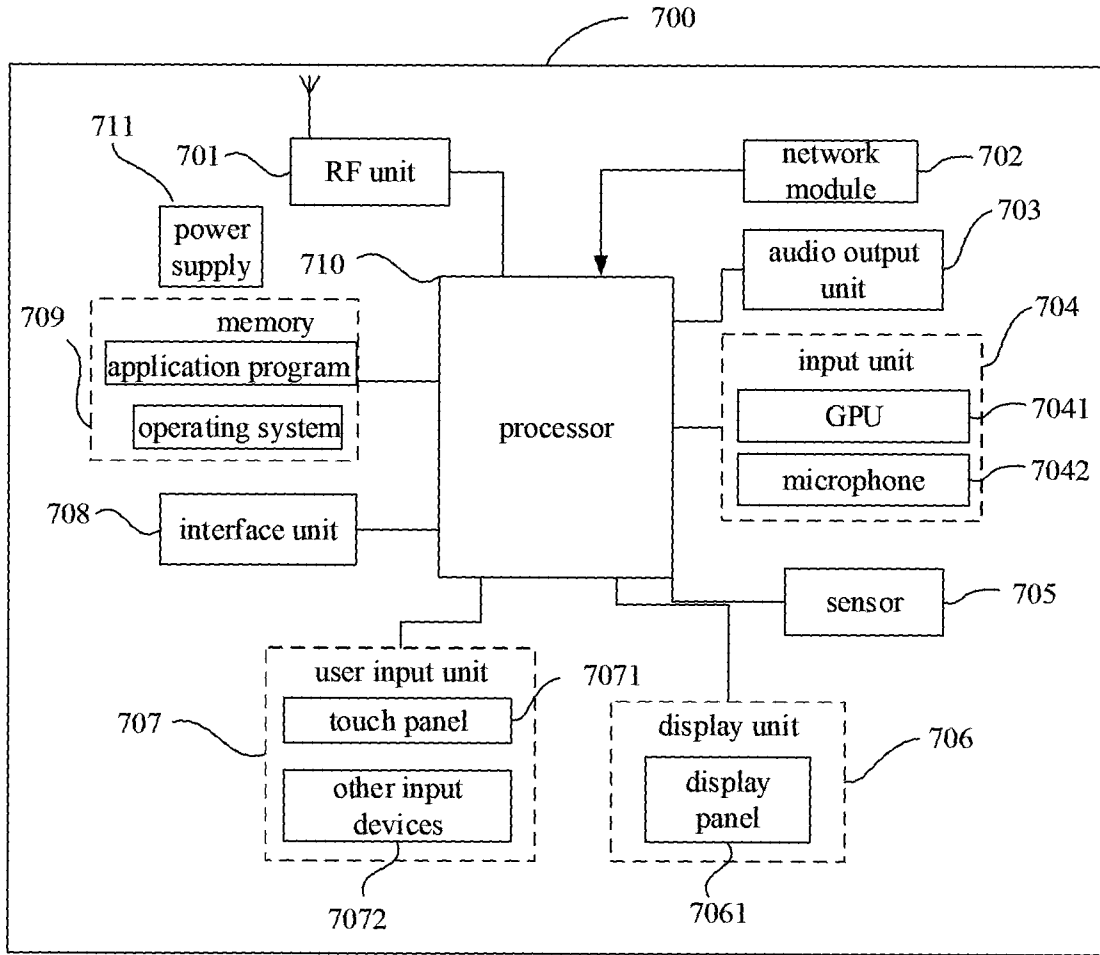 700
711
701
RF unit
network
module
702
703
power
supply
710
audio output
unit
709
memory
application program
operating system
704
input unit
GPU
7041
microphone
7042
processor
708
interface unit
sensor
705
user input unit
7071
707
touch panel
other input
devices
7072
display unit
706
display
panel
7061